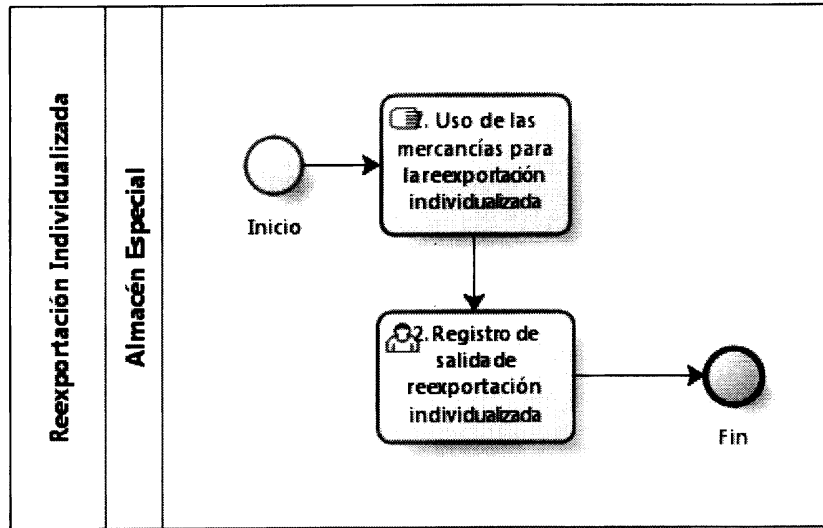 Reexportación Individualizada
Almacén Especial
Inicio
1. Uso de las
mercancías para
la reexportación
individualizada
2. Registro de
salida de
reexportación
individualizada
Fin